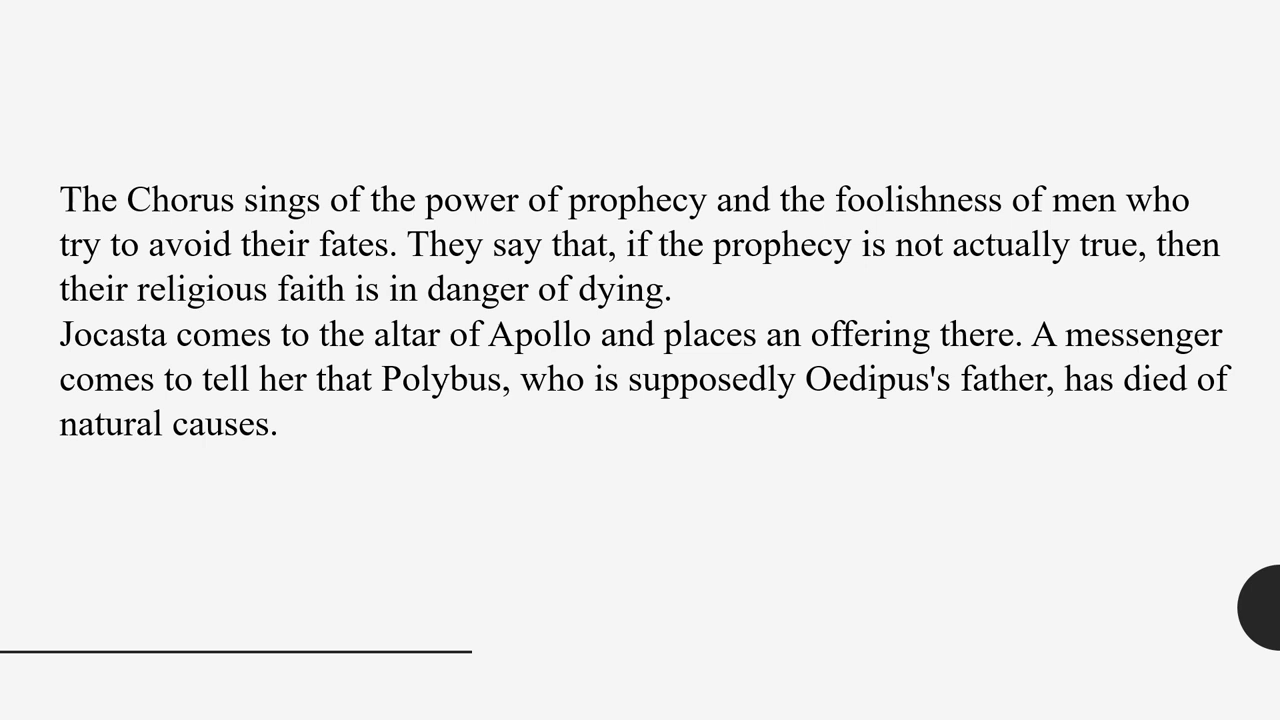 The Chorus sings of the power of prophecy and the foolishness of men who
try to avoid their fates. They say that, if the prophecy is not actually true, then
their religious faith is in danger of dying.
Jocasta comes to the altar of Apollo and places an offering there. A messenger
comes to tell her that Polybus, who is supposedly Oedipus's father, has died of
natural causes.